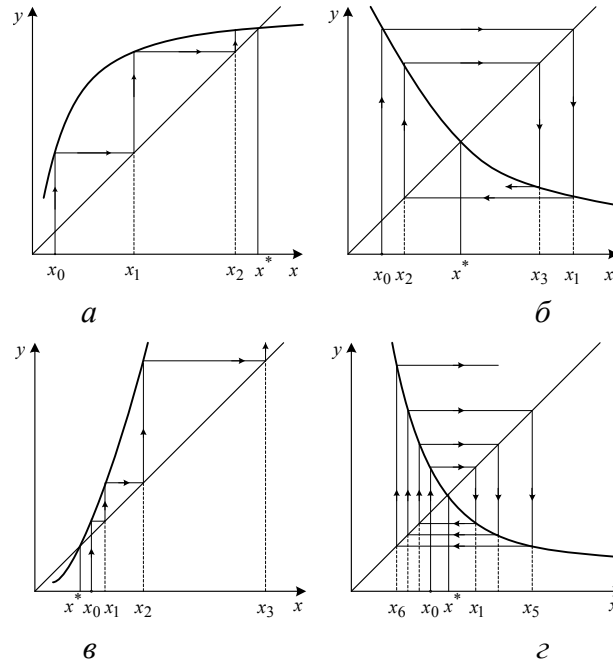 y y
x₀ x₁ x₂ x* x x₀ x₂ x* x₃ x₁ x
а б
y y
x* x₀ x₁ x₂ x₃ x x₆ x₀ x* x₁ x₅ x
в г